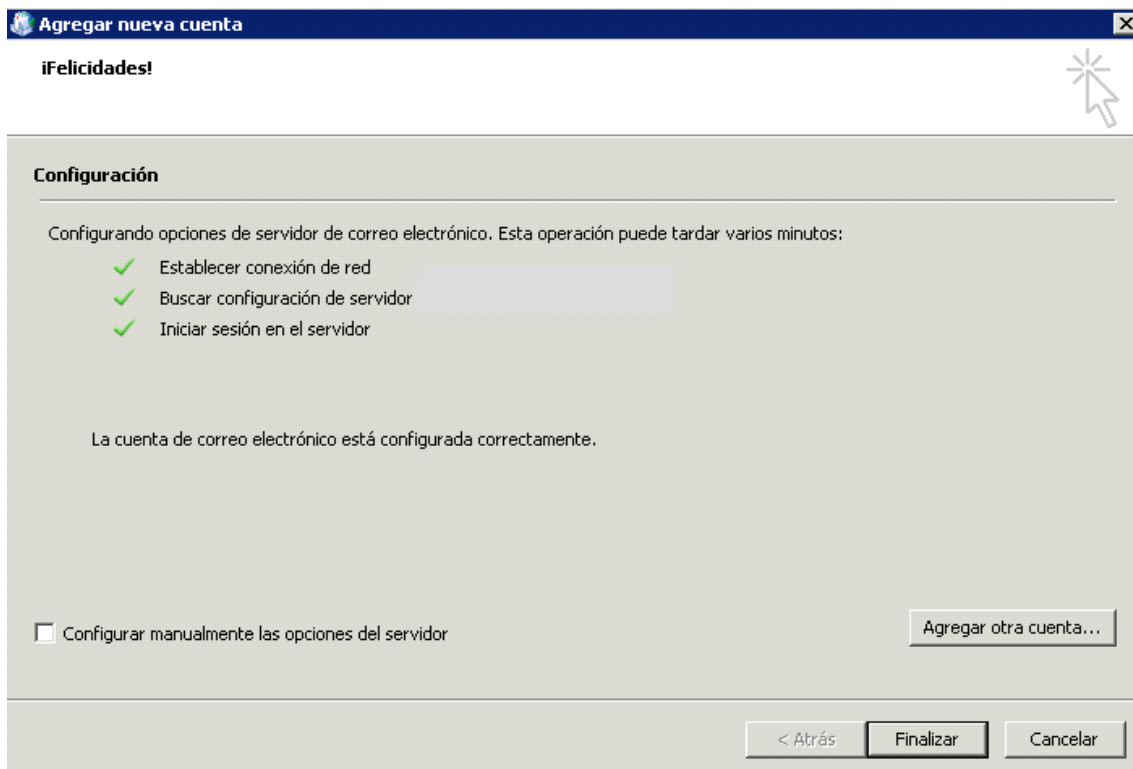 Agregar nueva cuenta
¡Felicidades!
Configuración
Configurando opciones de servidor de correo electrónico. Esta operación puede tardar varios minutos:
Establecer conexión de red
Buscar configuración de servidor
Iniciar sesión en el servidor
La cuenta de correo electrónico está configurada correctamente.
Configurar manualmente las opciones del servidor
Agregar otra cuenta...
< Atrás
Finalizar
Cancelar